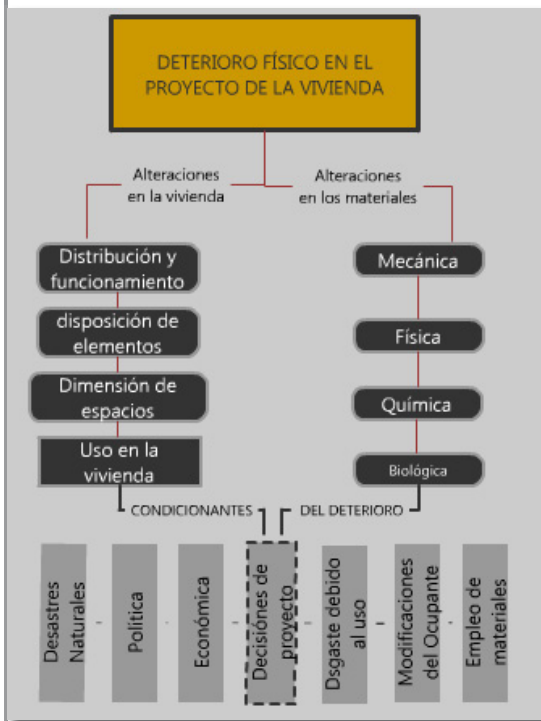 DETERIORO FÍSICO EN EL
PROYECTO DE LA VIVIENDA
Alteraciones
en la vivienda
Alteraciones
en los materiales
Distribución y
funcionamiento
disposición de
elementos
Dimensión de
espacios
Uso en la
vivienda
Mecánica
Física
Química
Biológica
CONDICIONANTES
DEL DETERIORO
Desastres
Naturales
Politica
Económica
Decisiónes de
proyecto
Dsgaste debido
al uso
Modificaciones
del Ocupante
Empleo de
materiales